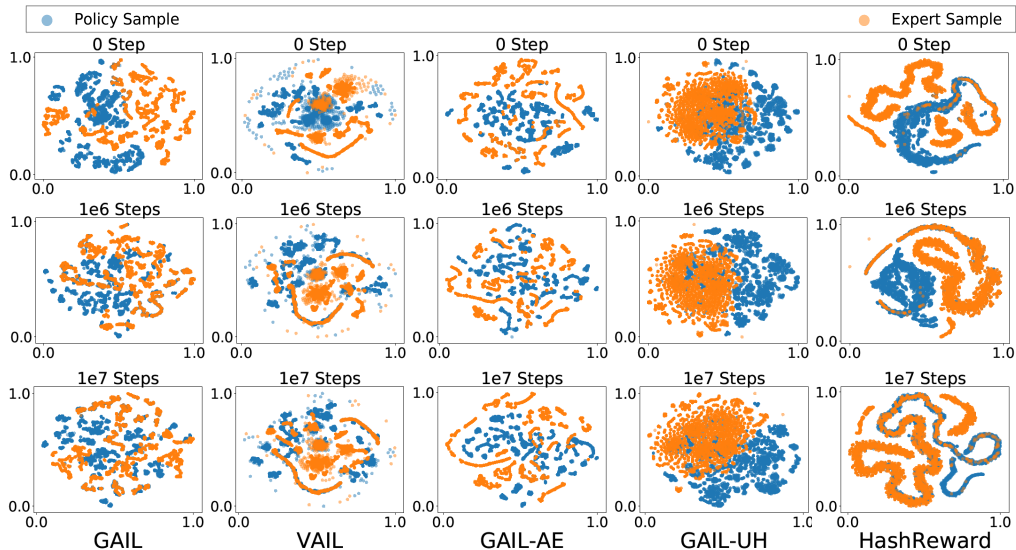 Policy Sample Expert Sample
0 Step 0 Step 0 Step 0 Step 0 Step
1.0 1.0 1.0 1.0 1.0
0.0 0.0 0.0 0.0 0.0
0.0 1.0 0.0 1.0 0.0 1.0 0.0 1.0 0.0 1.0
1e6 Steps 1e6 Steps 1e6 Steps 1e6 Steps 1e6 Steps
1.0 1.0 1.0 1.0 1.0
0.0 0.0 0.0 0.0 0.0
0.0 1.0 0.0 1.0 0.0 1.0 0.0 1.0 0.0 1.0
1e7 Steps 1e7 Steps 1e7 Steps 1e7 Steps 1e7 Steps
1.0 1.0 1.0 1.0 1.0
0.0 0.0 0.0 0.0 0.0
0.0 1.0 0.0 1.0 0.0 1.0 0.0 1.0 0.0 1.0
GAIL VAIL GAIL-AE GAIL-UH HashReward